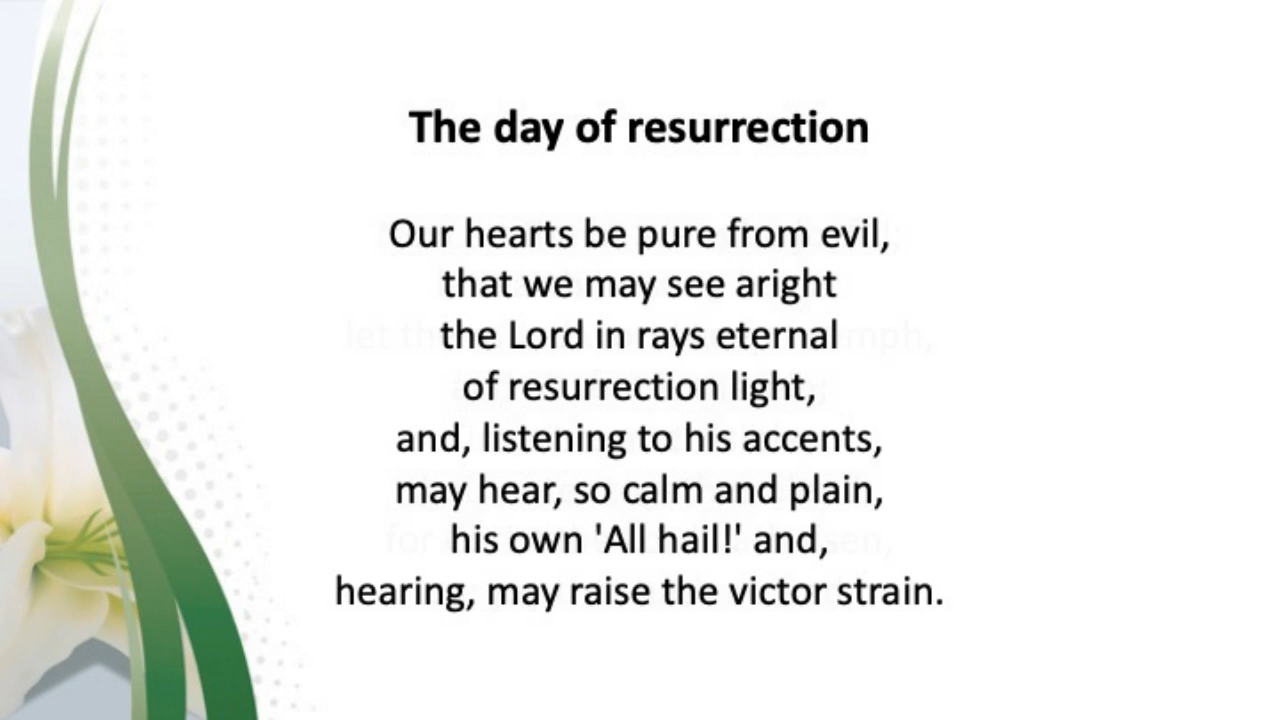 The day of resurrection
Our hearts be pure from evil,
that we may see aright
the Lord in rays eternal
of resurrection light,
and, listening to his accents,
may hear, so calm and plain,
his own 'All hail!' and,
hearing, may raise the victor strain.